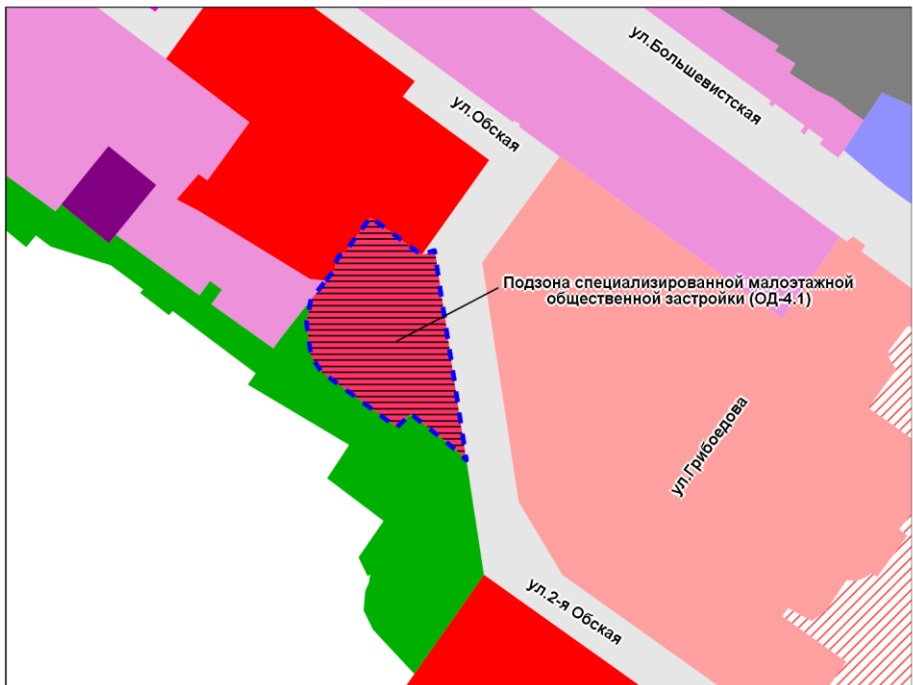 ул.Большевистская
ул.Обская
Подзона специализированной малоэтажной
общественной застройки (ОД-4.1)
ул.Грибоедова
ул.2-я Обская